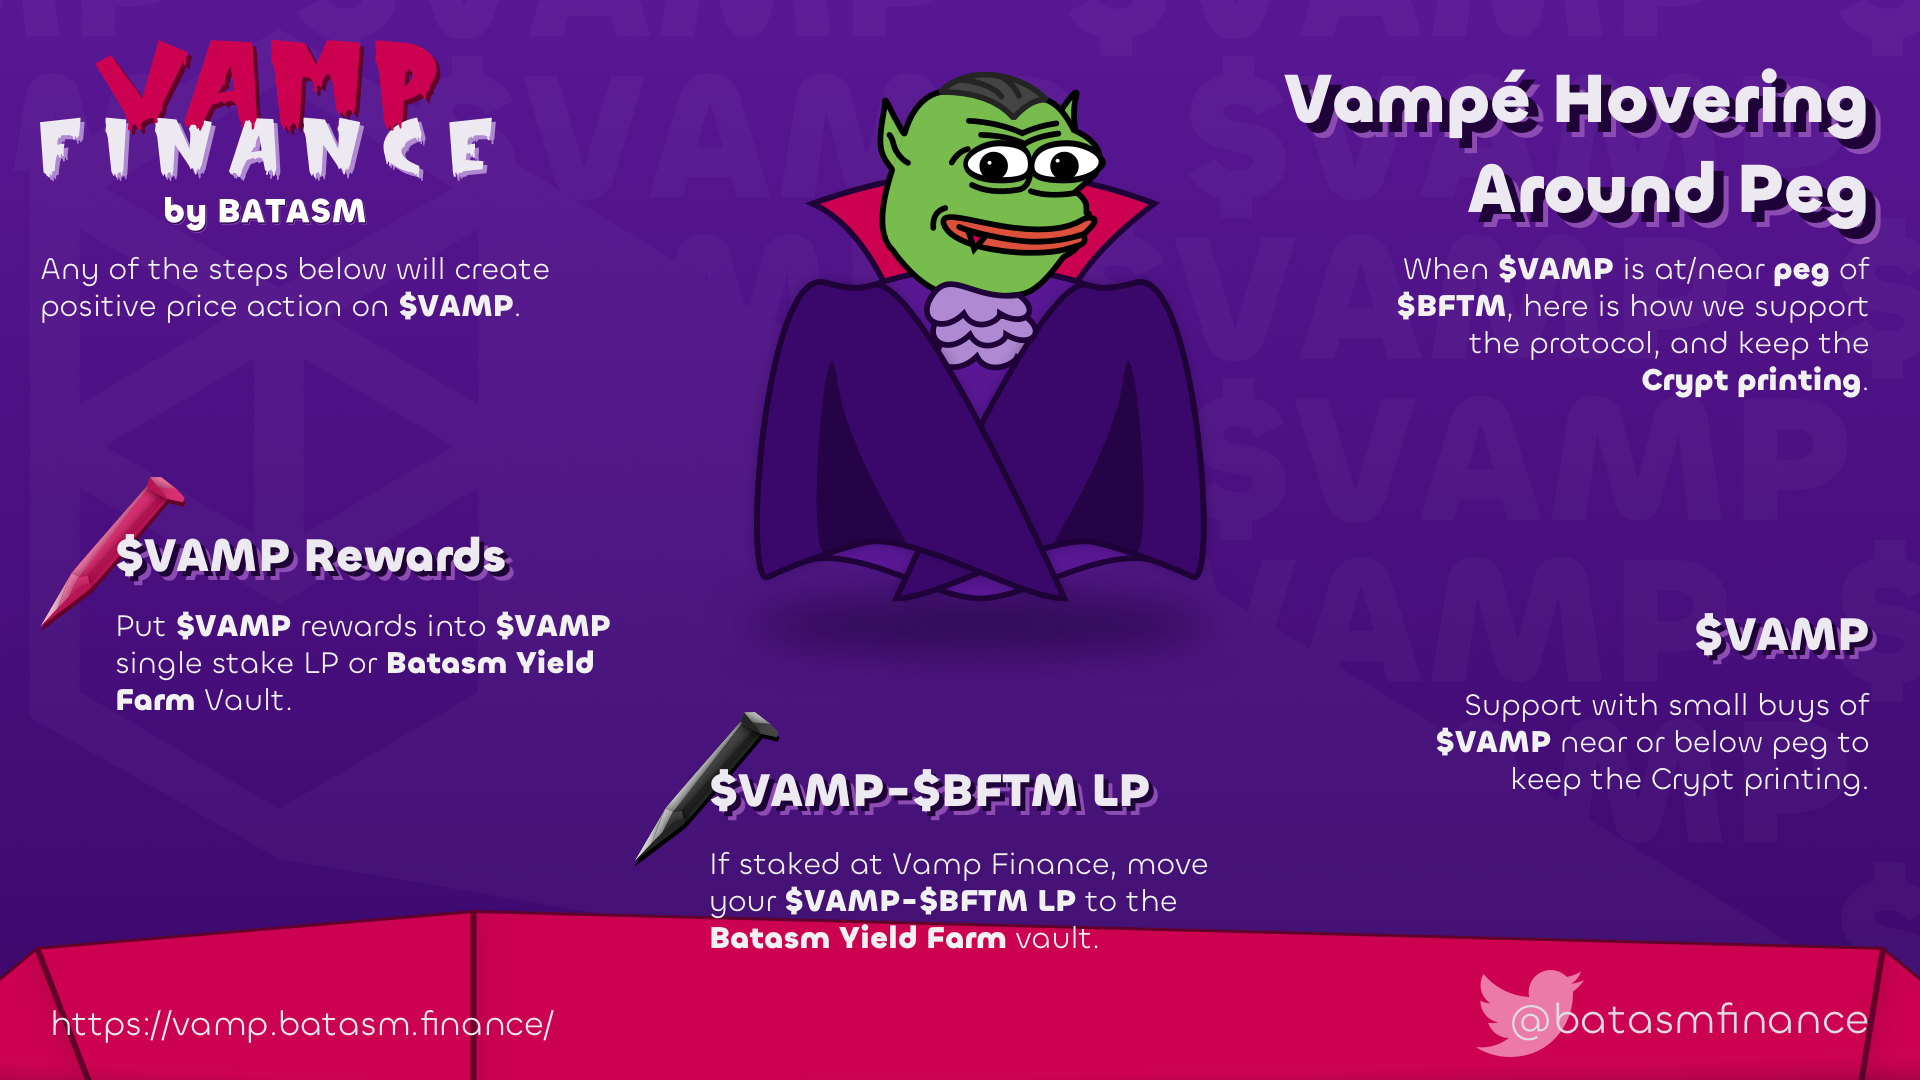 VAMP
FINANCE
by BATASM
Any of the steps below will create
positive price action on $VAMP.
Vampé Hovering
Around Peg
When $VAMP is at/near peg of
$BFTM, here is how we support
the protocol, and keep the
Crypt printing.
$VAMP Rewards
Put $VAMP rewards into $VAMP
single stake LP or Batasm Yield
Farm Vault.
$VAMP
Support with small buys of
$VAMP near or below peg to
keep the Crypt printing.
$VAMP-$BFTM LP
If staked at Vamp Finance, move
your $VAMP-$BFTM LP to the
Batasm Yield Farm vault.
https://vamp.batasm.finance/
@batasmfinance